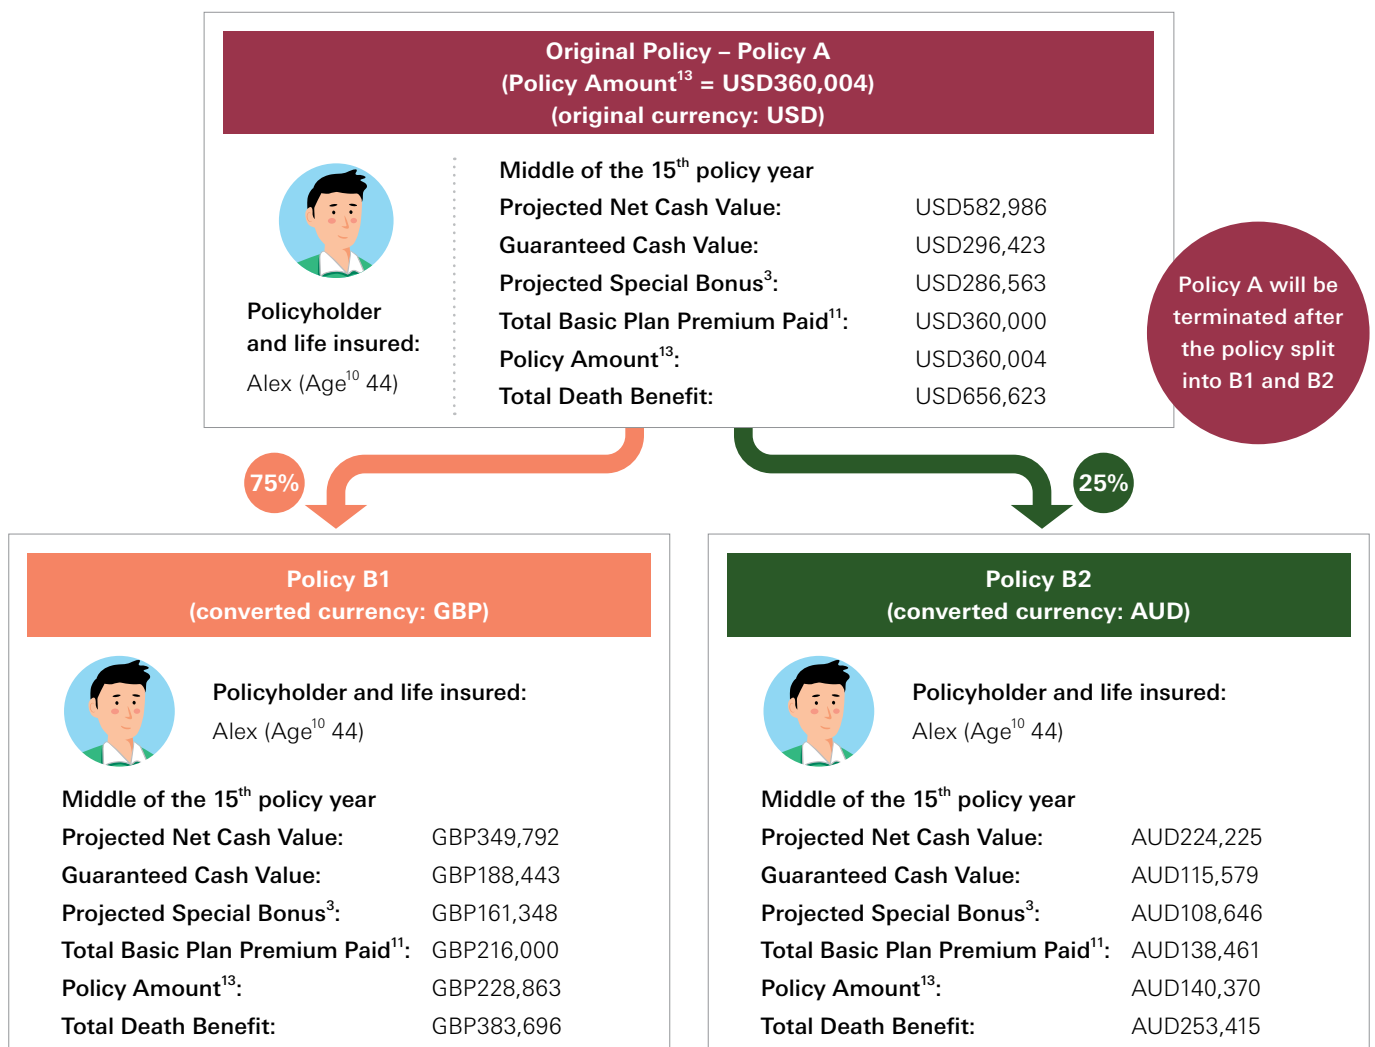 Original Policy – Policy A
(Policy Amount13 = USD360,004)
(original currency: USD)
Policyholder
and life insured:
Alex (Age10 44)
Middle of the 15th policy year
Projected Net Cash Value: USD582,986
Guaranteed Cash Value: USD296,423
Projected Special Bonus3: USD286,563
Total Basic Plan Premium Paid11: USD360,000
Policy Amount13: USD360,004
Total Death Benefit: USD656,623
Policy A will be
terminated after
the policy split
into B1 and B2
75%
25%
Policy B1
(converted currency: GBP)
Policyholder and life insured:
Alex (Age10 44)
Middle of the 15th policy year
Projected Net Cash Value: GBP349,792
Guaranteed Cash Value: GBP188,443
Projected Special Bonus3: GBP161,348
Total Basic Plan Premium Paid11: GBP216,000
Policy Amount13: GBP228,863
Total Death Benefit: GBP383,696
Policy B2
(converted currency: AUD)
Policyholder and life insured:
Alex (Age10 44)
Middle of the 15th policy year
Projected Net Cash Value: AUD224,225
Guaranteed Cash Value: AUD115,579
Projected Special Bonus3: AUD108,646
Total Basic Plan Premium Paid11: AUD138,461
Policy Amount13: AUD140,370
Total Death Benefit: AUD253,415